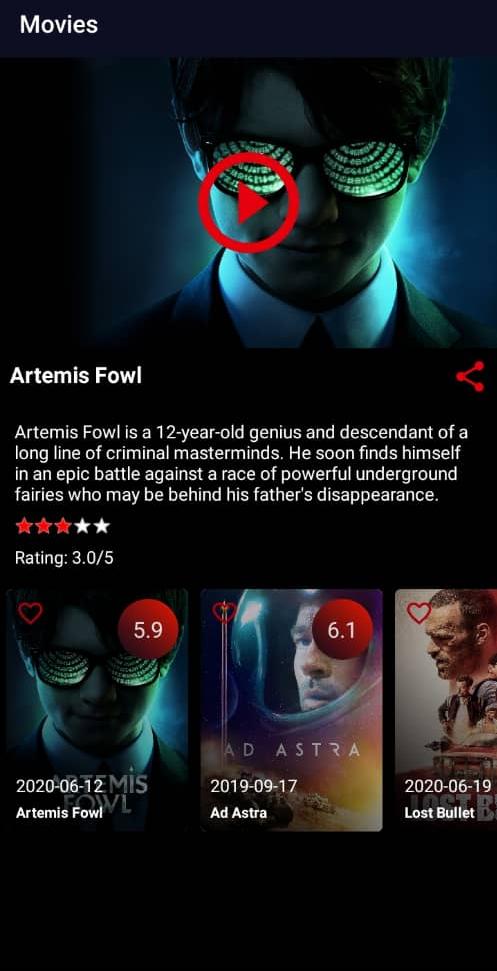 Movies
Artemis Fowl
Artemis Fowl is a 12-year-old genius and descendant of a
long line of criminal masterminds. He soon finds himself
in an epic battle against a race of powerful underground
fairies who may be behind his father's disappearance.
Rating: 3.0/5
5.9
6.1
AD ASTRA
ARTEMIS
FOWL
2020-06-12
Artemis Fowl
2019-09-17
Ad Astra
2020-06-19
Lost Bullet
LOST B